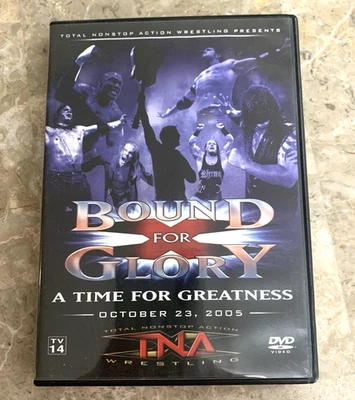 TOTAL NONSTOP ACTION WRESTLING PRESENTS
BOUND
FOR
GLORY
A TIME FOR GREATNESS
OCTOBER 23, 2005
TV
14
TOTAL NONSTOP ACTION
TNA
WRESTLING
DVD
VIDEO